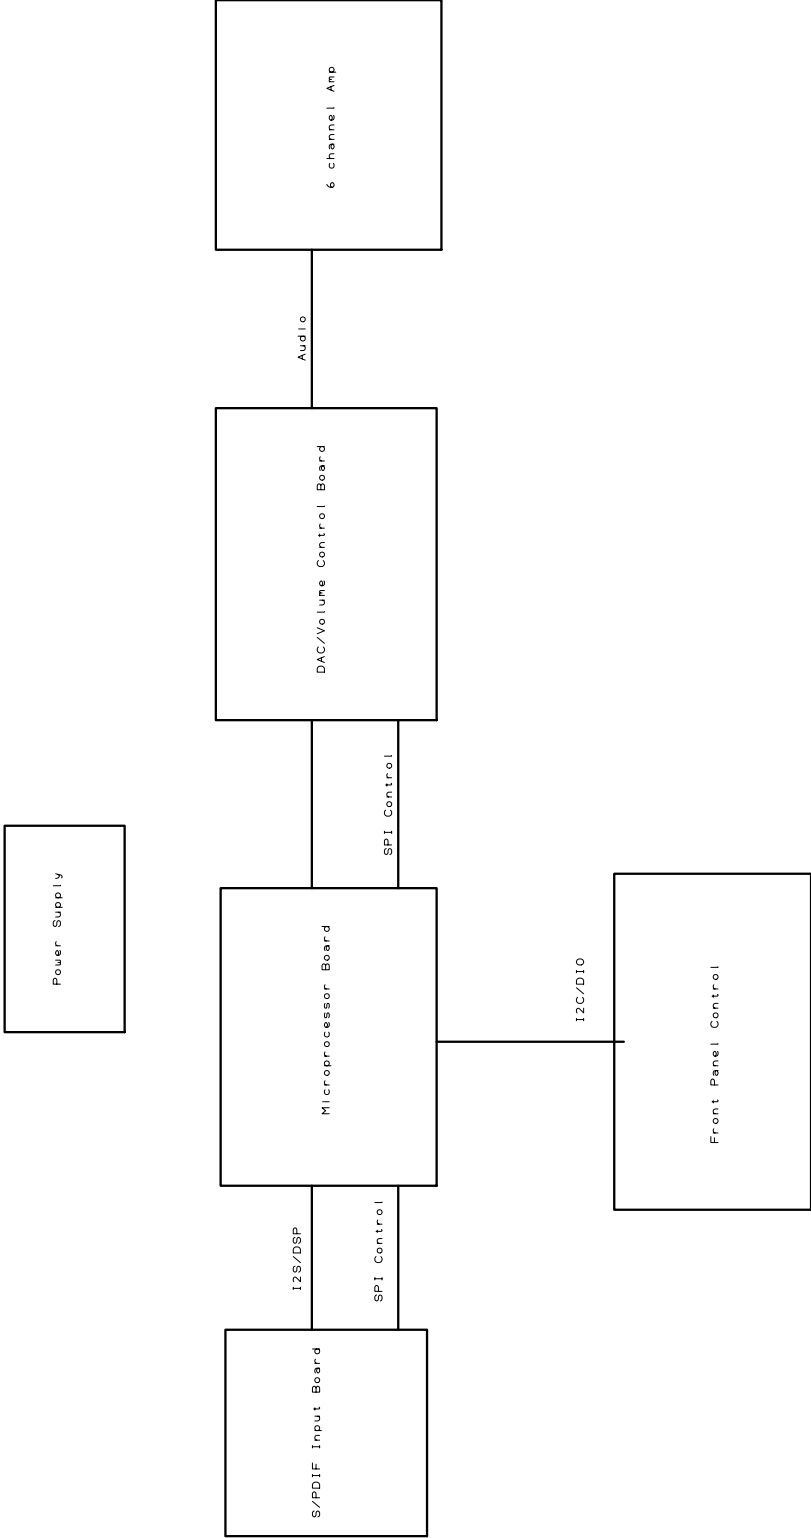 S/PDIF Input Board
I2S/DSP
SPI Control
Microprocessor Board
SPI Control
DAC/Volume Control Board
Audio
6 channel Amp
Power Supply
I2C/DIO
Front Panel Control